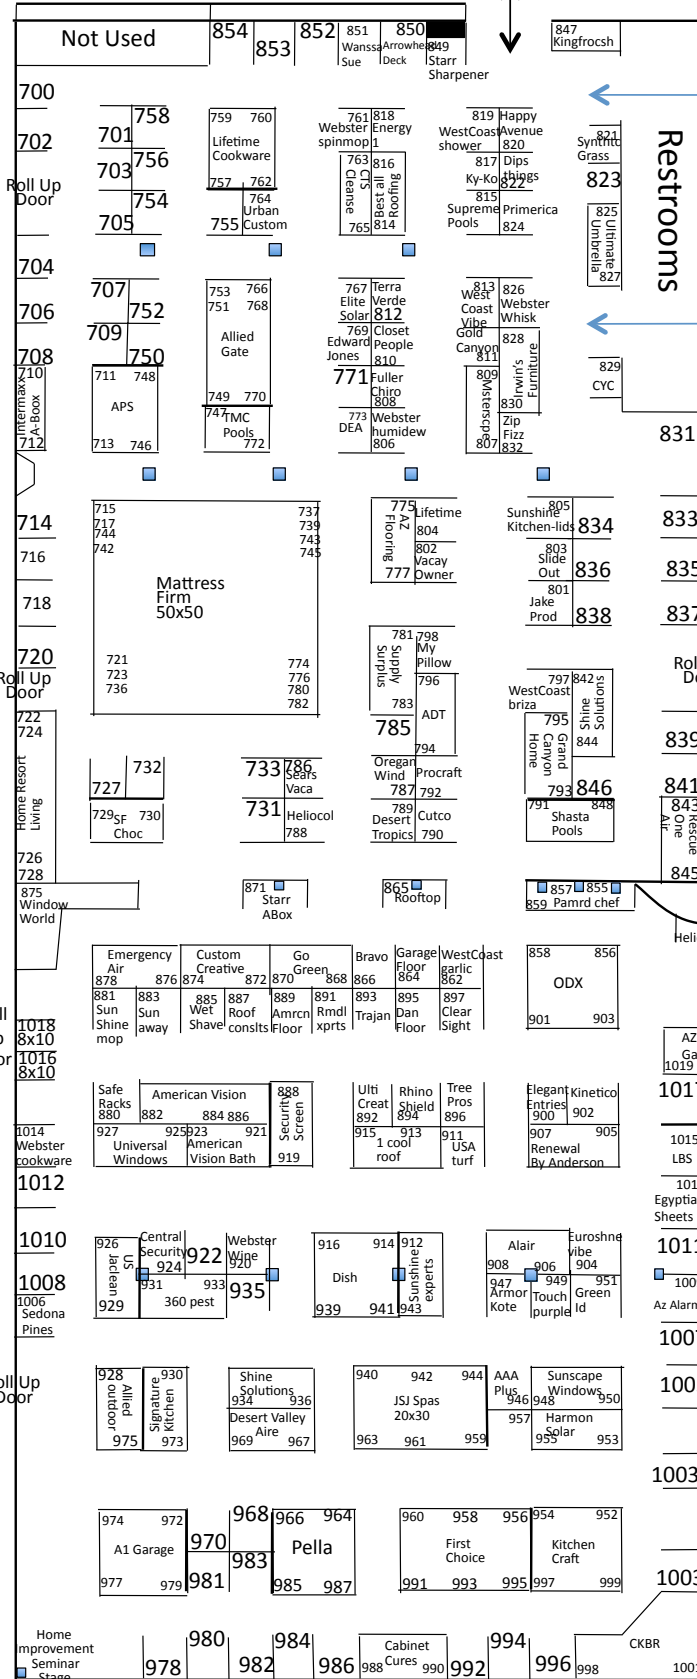 Not Used
854
853
852
851
Wanssa
Sue
850
Arrowhead
Deck
849
Starr
Sharpener
847
Kingfrocsh
700
702
Roll Up
Door
704
706
708
710
Intermaxx
A-Boox
712
758
701
756
703
754
705
759 760
Lifetime
Cookware
757 762
764
755 Urban
Custom
761
Webster
spinmop
818
Energy
1
763
CTS
Cleanse
765
816
Best all
Roofing
814
819
WestCoast
shower
Happy
Avenue
820
817
Ky-Ko
Dips
things
822
815
Supreme
Pools
Primerica
824
821
Synthtc
Grass
823
825
Ultimate
Umbrella
827
Restrooms
707
752
709
750
711 748
APS
713 746
753 766
751 768
Allied
Gate
749 770
747
TMC
Pools
772
767
Elite
Solar
Terra
Verde
812
769
Edward
Jones
Closet
People
810
771
Fuller
Chiro
808
773
DEA
Webster
humidew
806
813
West
Coast
Vibe
826
Webster
Whisk
Gold
Canyon
811
828
Irwin's
Furniture
830
809
Msterscpe
807
Zip
Fizz
832
829
CYC
831
714
716
718
720
Roll Up
Door
722
724
Home Resort
Living
726
728
715
717
744
742
737
739
743
745
Mattress
Firm
50x50
721
723
736
774
776
780
782
775
AZ
Flooring
777
Lifetime
804
802
Vacay
Owner
805
Sunshine
Kitchen-lids
834
803
Slide
Out
836
801
Jake
Prod
838
833
835
837
781
Supply
Surplus
783
798
My
Pillow
796
ADT
794
785
797
WestCoast
briza
842
Shine
Solutions
844
795
Grand
Canyon
Home
793
846
839
841
843
Rescue
One
Air
845
732
727
729 SF
Choc
730
733
786
Sears
Vaca
731
Heliocol
788
Oregan
Wind
787
Procraft
792
789
Desert
Tropics
Cutco
790
791 848
Shasta
Pools
875
Window
World
871
Starr
ABox
865
Rooftop
857 855
859 Pamrd chef
Emergency
Air
878 876
Custom
Creative
874 872
Go
Green
870 868
Bravo
866
Garage
Floor
864
WestCoast
garlic
862
858 856
ODX
901 903
881
Sun
Shine
mop
883
Sun
away
885
Wet
Shave
887
Roof
conslts
889
Amrcn
Floor
891
Rmdl
xprts
893
Trajan
895
Dan
Floor
897
Clear
Sight
1018
8x10
1016
8x10
1014
Webster
cookware
1012
1010
1008
1006
Sedona
Pines
Safe
Racks
880
American Vision
882 884 886
888
Security
Screen
919
927 925
Universal
Windows
923 921
American
Vision Bath
Ulti
Creat
892
Rhino
Shield
894
Tree
Pros
896
915 913
1 cool
roof
911
USA
turf
Elegant
Entries
900
Kinetico
902
907 905
Renewal
By Anderson
1019
1017
1015
LBS
Sheets
1011
Az Alarm
1007
926
US
Jaclean
929
Central
Security
924
922
Webster
Wine
920
931 933
360 pest
935
916 914
Dish
939 941
912
Sunshine
experts
943
Alair
908 906
Euroshne
vibe
904
947
Armor
Kote
949
Touch
purple
951
Green
Id
928
Allied
outdoor
975
930
Signature
Kitchen
973
Shine
Solutions
934 936
Desert Valley
Aire
969 967
940 942 944
JSJ Spas
20x30
963 961 959
AAA
Plus
946
957
Sunscape
Windows
948 950
Harmon
Solar
955 953
1003
974 972
A1 Garage
977 979
968
970
983
981
966 964
Pella
985 987
960 958 956
First
Choice
991 993 995
954 952
Kitchen
Craft
997 999
1003
Home
Improvement
Seminar
Stage
978
980
982
984
986
Cabinet
Cures
988 990
992
994
996
998
CKBR